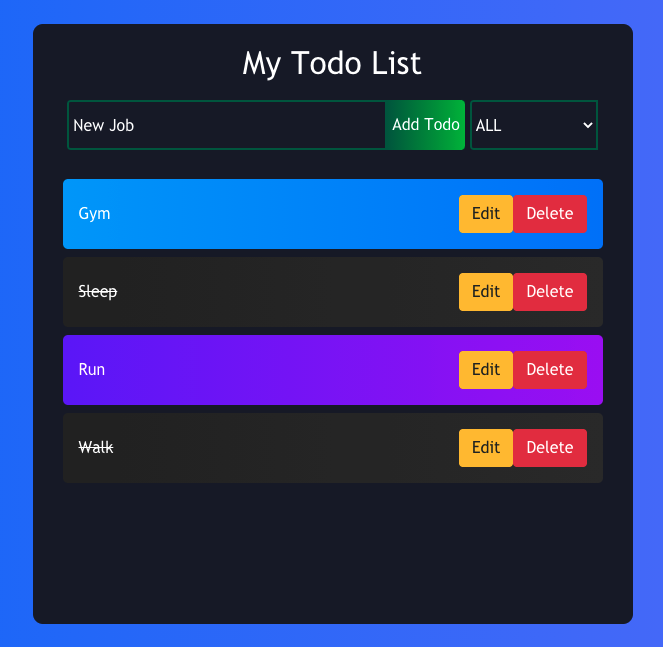 My Todo List
New Job Add Todo ALL
Gym Edit Delete
Sleep Edit Delete
Run Edit Delete
Walk Edit Delete